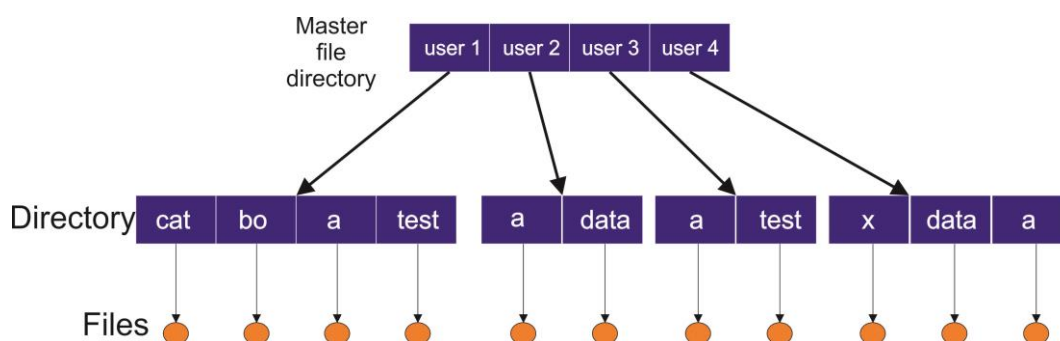 Master
file
directory
user 1 user 2 user 3 user 4
Directory cat bo a test a data a test x data a
Files